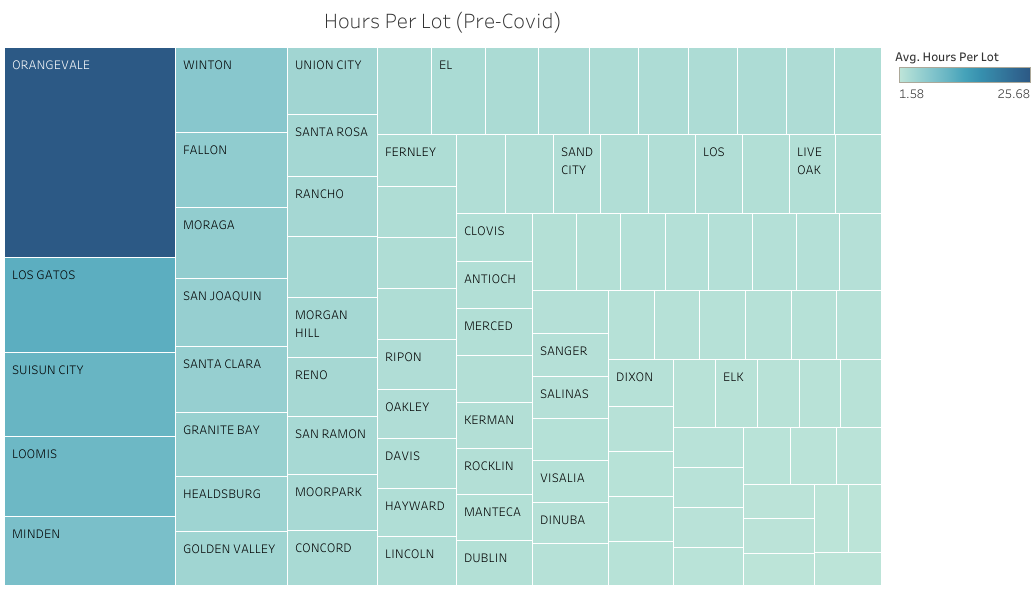 Hours Per Lot (Pre-Covid)
Avg. Hours Per Lot
1.58 25.68
ORANGEVALE
LOS GATOS
SUISUN CITY
LOOMIS
MINDEN
WINTON
FALLON
MORAGA
SAN JOAQUIN
SANTA CLARA
GRANITE BAY
HEALDSBURG
GOLDEN VALLEY
UNION CITY
SANTA ROSA
RANCHO
MORGAN
HILL
RENO
SAN RAMON
MOORPARK
CONCORD
EL
FERNLEY
RIPON
OAKLEY
DAVIS
HAYWARD
LINCOLN
SAND
CITY
LOS
LIVE
OAK
CLOVIS
ANTIOCH
MERCED
KERMAN
ROCKLIN
MANTECA
DUBLIN
SANGER
SALINAS
VISALIA
DINUBA
DIXON
ELK